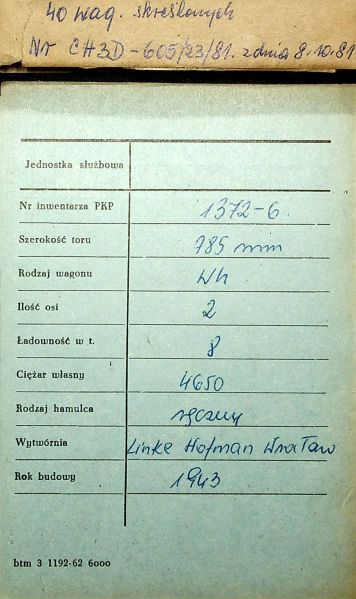 40 wag. skreślonych
Nr CH3D-605/23/81. z dnia 8.10.81
Jednostka służbowa
Nr inwentarza PKP 1372-6
Szerokość toru 785 mm
Rodzaj wagonu Wh
Ilość osi 2
Ładowność w t. 8
Ciężar własny 4650
Rodzaj hamulca ręczny
Wytwórnia Linke Hofman Wrocław
Rok budowy 1943
btm 3 1192-62 6000